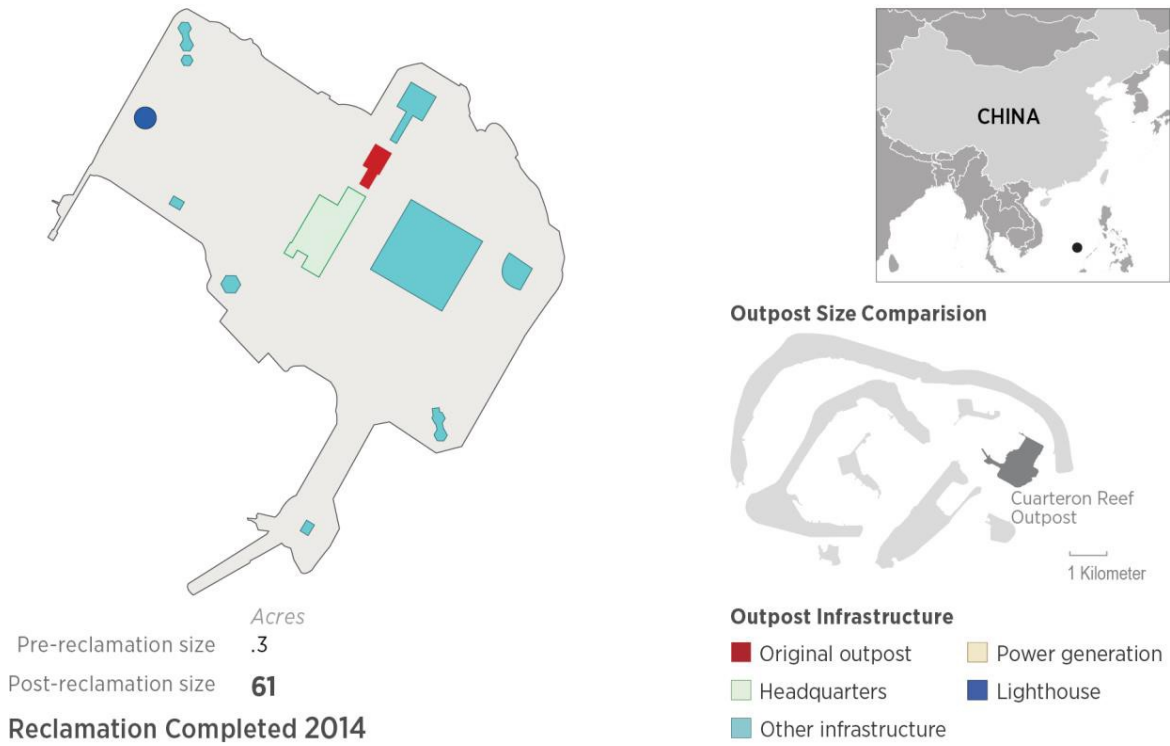 CHINA
Outpost Size Comparision
Cuarteron Reef
Outpost
1 Kilometer
Acres
Pre-reclamation size .3
Post-reclamation size 61
Reclamation Completed 2014
Outpost Infrastructure
Original outpost
Power generation
Headquarters
Lighthouse
Other infrastructure